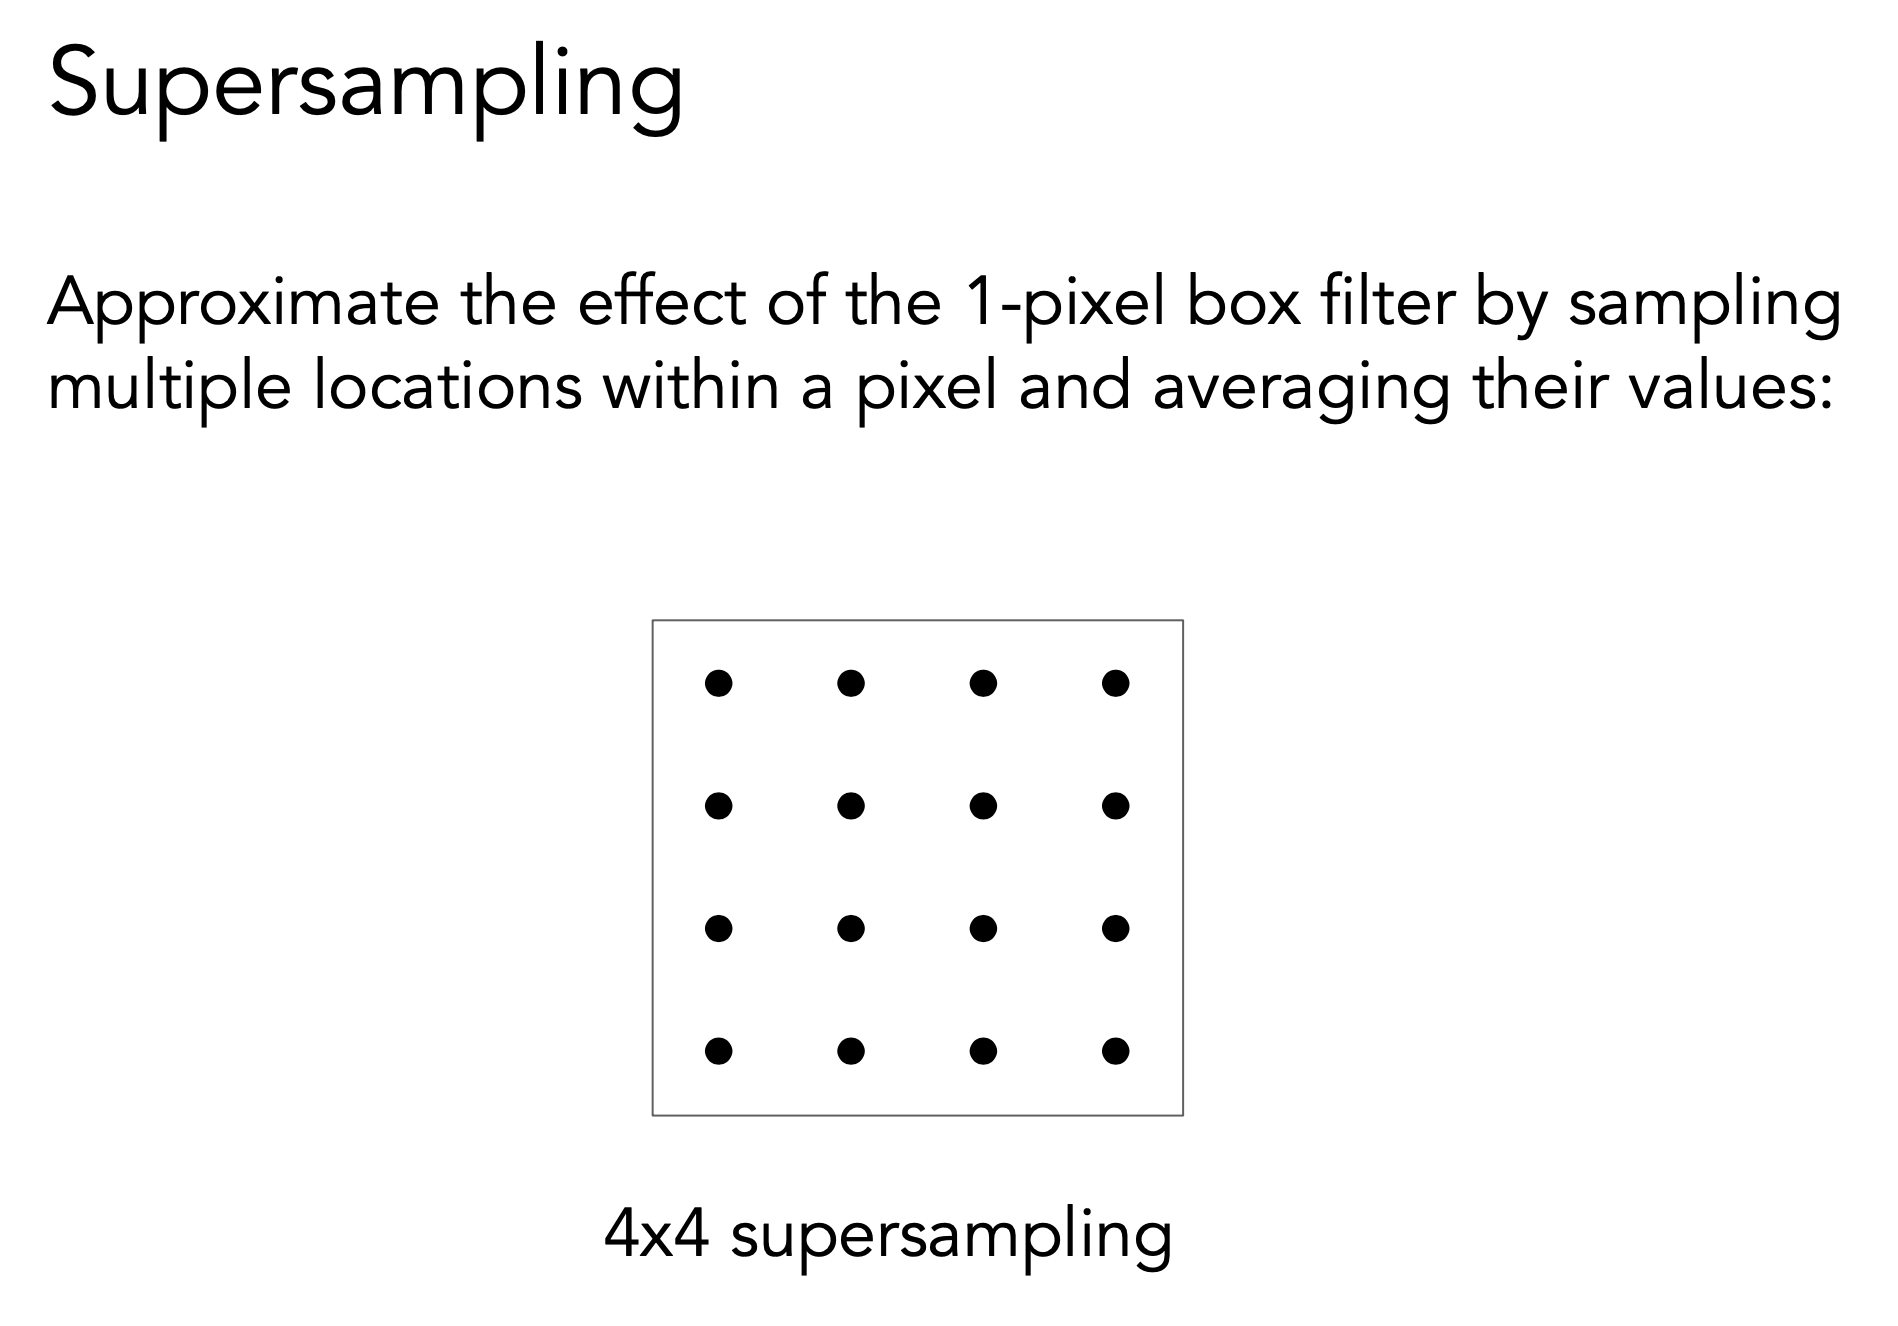 Supersampling
Approximate the effect of the 1-pixel box filter by sampling
multiple locations within a pixel and averaging their values:
4x4 supersampling